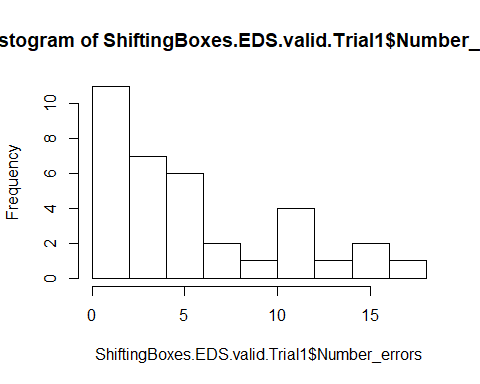 stogram of ShiftingBoxes.EDS.valid.Trial1$Number_
Frequency
10
8
6
4
2
0
0 5 10 15
ShiftingBoxes.EDS.valid.Trial1$Number_errors